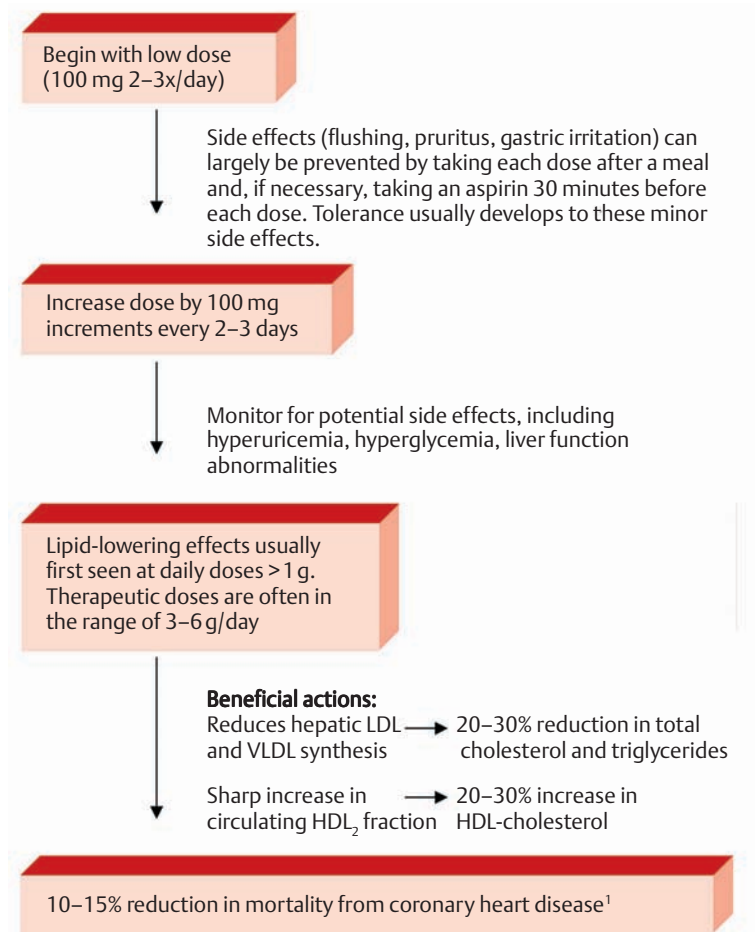 Begin with low dose
(100 mg 2–3x/day)
Side effects (flushing, pruritus, gastric irritation) can
largely be prevented by taking each dose after a meal
and, if necessary, taking an aspirin 30 minutes before
each dose. Tolerance usually develops to these minor
side effects.
Increase dose by 100 mg
increments every 2–3 days
Monitor for potential side effects, including
hyperuricemia, hyperglycemia, liver function
abnormalities
Lipid-lowering effects usually
first seen at daily doses >1 g.
Therapeutic doses are often in
the range of 3–6 g/day
Beneficial actions:
Reduces hepatic LDL
and VLDL synthesis
20–30% reduction in total
cholesterol and triglycerides
Sharp increase in
circulating HDL₂ fraction
20–30% increase in
HDL-cholesterol
10–15% reduction in mortality from coronary heart disease¹